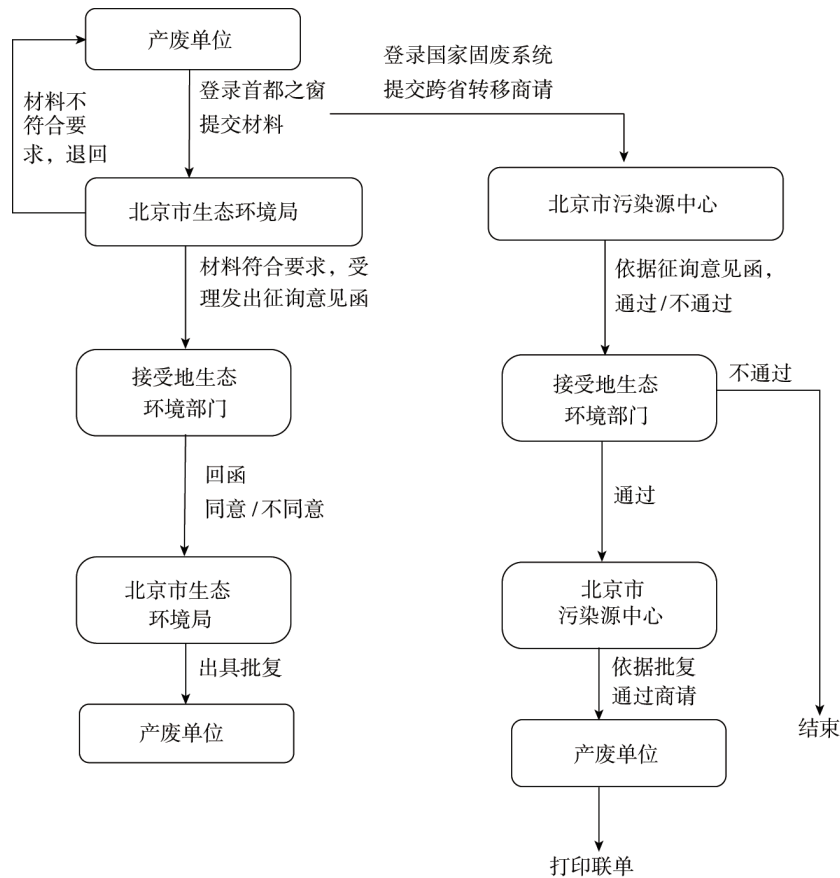 产废单位
登录国家固废系统
提交跨省转移商请
材料不
符合要
求，退回
登录首都之窗
提交材料
北京市生态环境局
北京市污染源中心
材料符合要求，受
理发出征询意见函
依据征询意见函，
通过/不通过
接受地生态
环境部门
接受地生态
环境部门
不通过
回函
同意/不同意
通过
北京市生态
环境局
北京市
污染源中心
出具批复
依据批复
通过商请
产废单位
产废单位
结束
打印联单